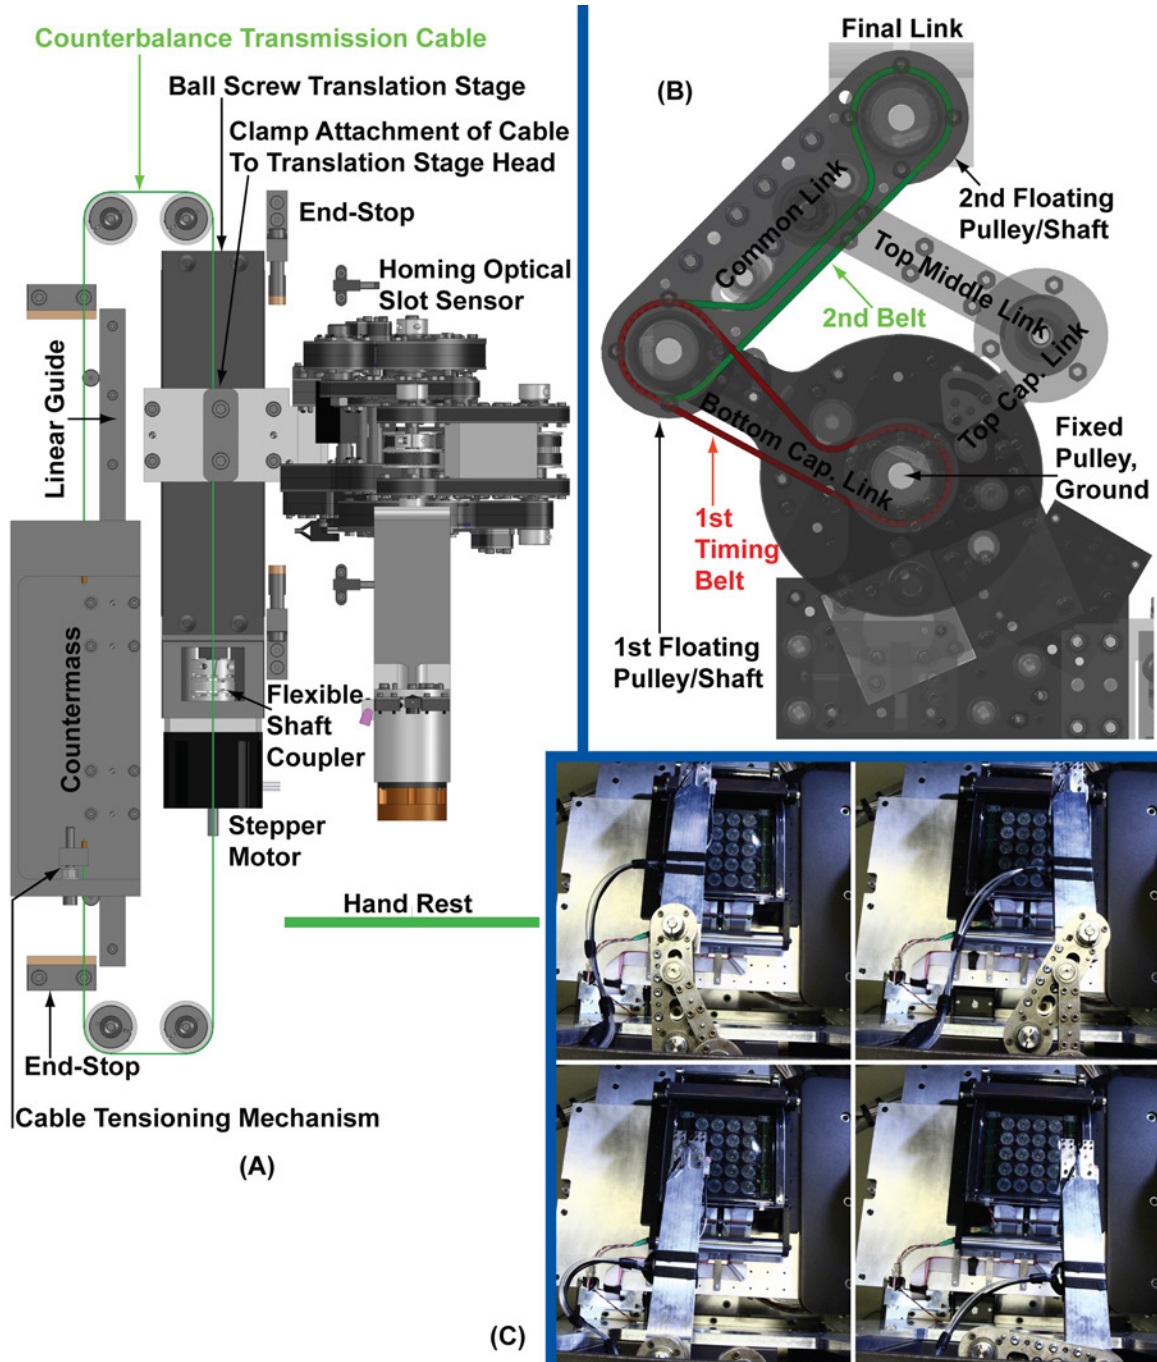 Counterbalance Transmission Cable
Ball Screw Translation Stage
Clamp Attachment of Cable
To Translation Stage Head
End-Stop
Homing Optical
Slot Sensor
Linear Guide
Countermass
Flexible
Shaft
Coupler
Stepper
Motor
Hand Rest
End-Stop
Cable Tensioning Mechanism
(A)
Final Link
(B)
Common Link
2nd Floating
Pulley/Shaft
Top Middle Link
2nd Belt
Top Cap. Link
Bottom Cap. Link
Fixed
Pulley,
Ground
1st
Timing
Belt
1st Floating
Pulley/Shaft
(C)